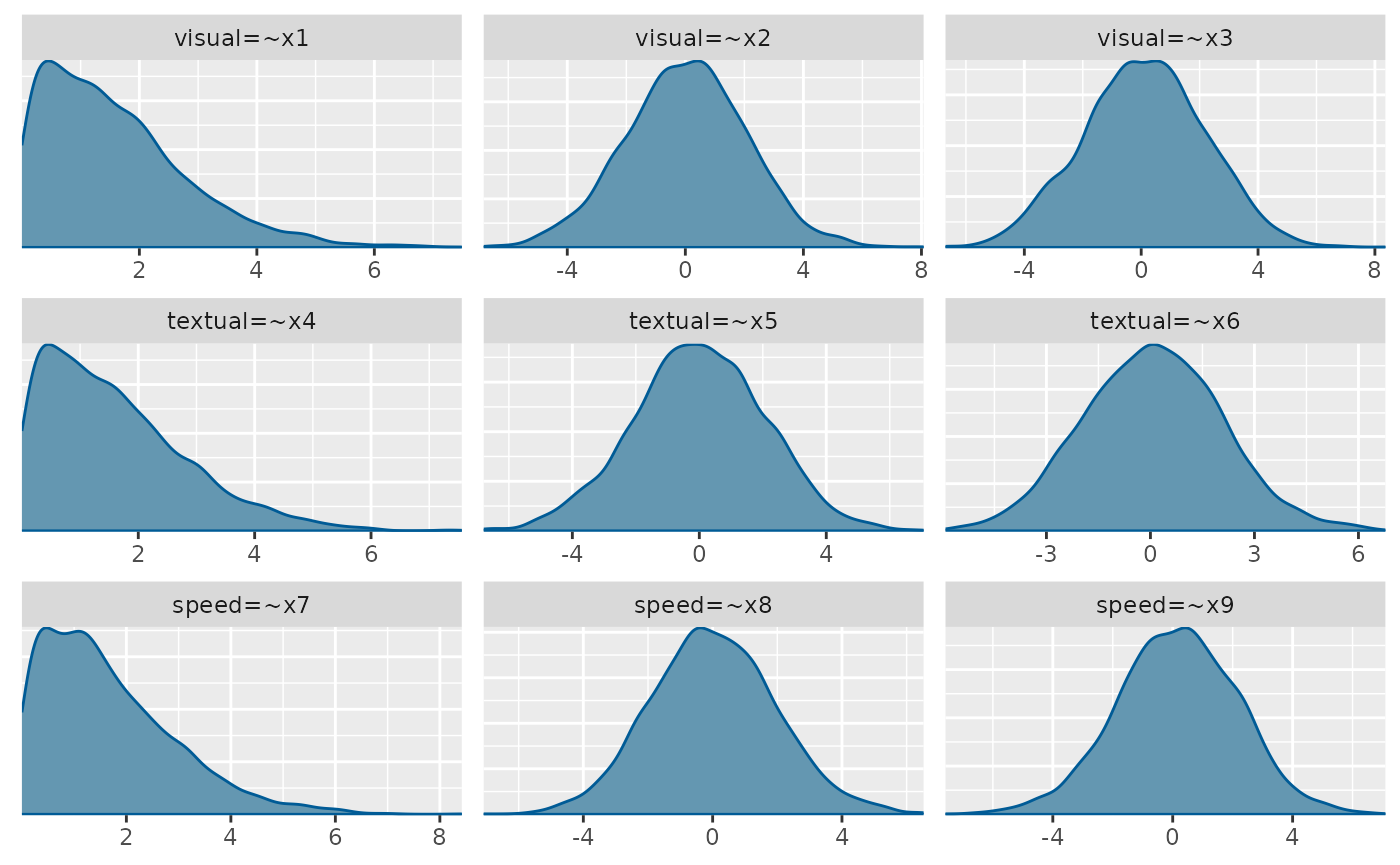 visual=~x1 visual=~x2 visual=~x3
2 4 6 -4 0 4 8 -4 0 4 8
textual=~x4 textual=~x5 textual=~x6
2 4 6 -4 0 4 -3 0 3 6
speed=~x7 speed=~x8 speed=~x9
2 4 6 8 -4 0 4 -4 0 4